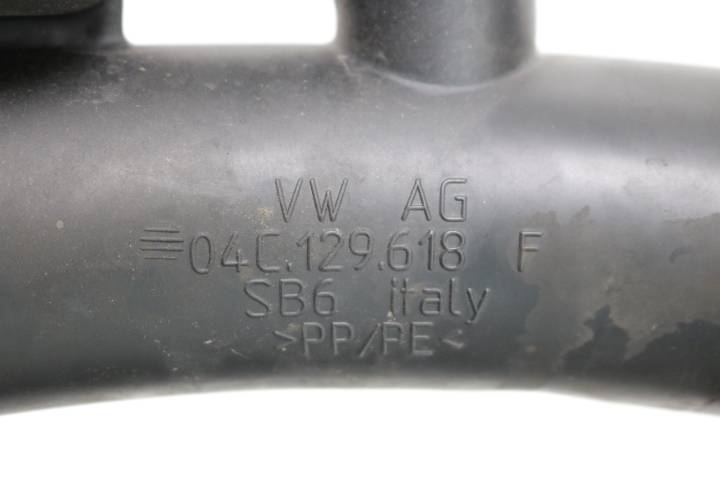 VW AG
04C.129.618 F
SB6 italy
>PP/PE<